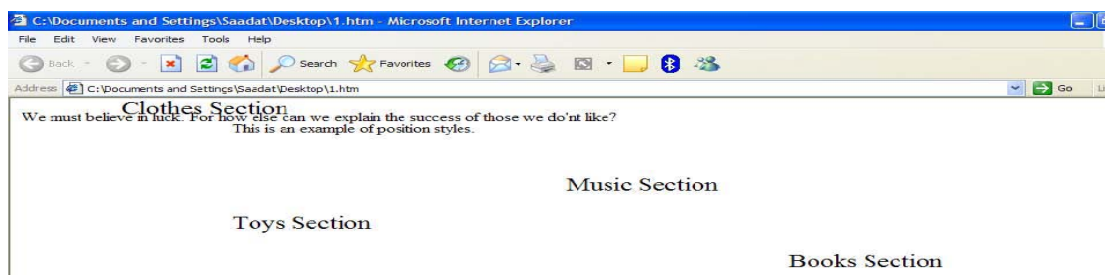 C:\Documents and Settings\Saadat\Desktop\1.htm - Microsoft Internet Explorer
File Edit View Favorites Tools Help
Back Search Favorites
Address C:\Documents and Settings\Saadat\Desktop\1.htm Go
Clothes Section
We must believe in luck. For how else can we explain the success of those we do'nt like?
This is an example of position styles.
Music Section
Toys Section
Books Section